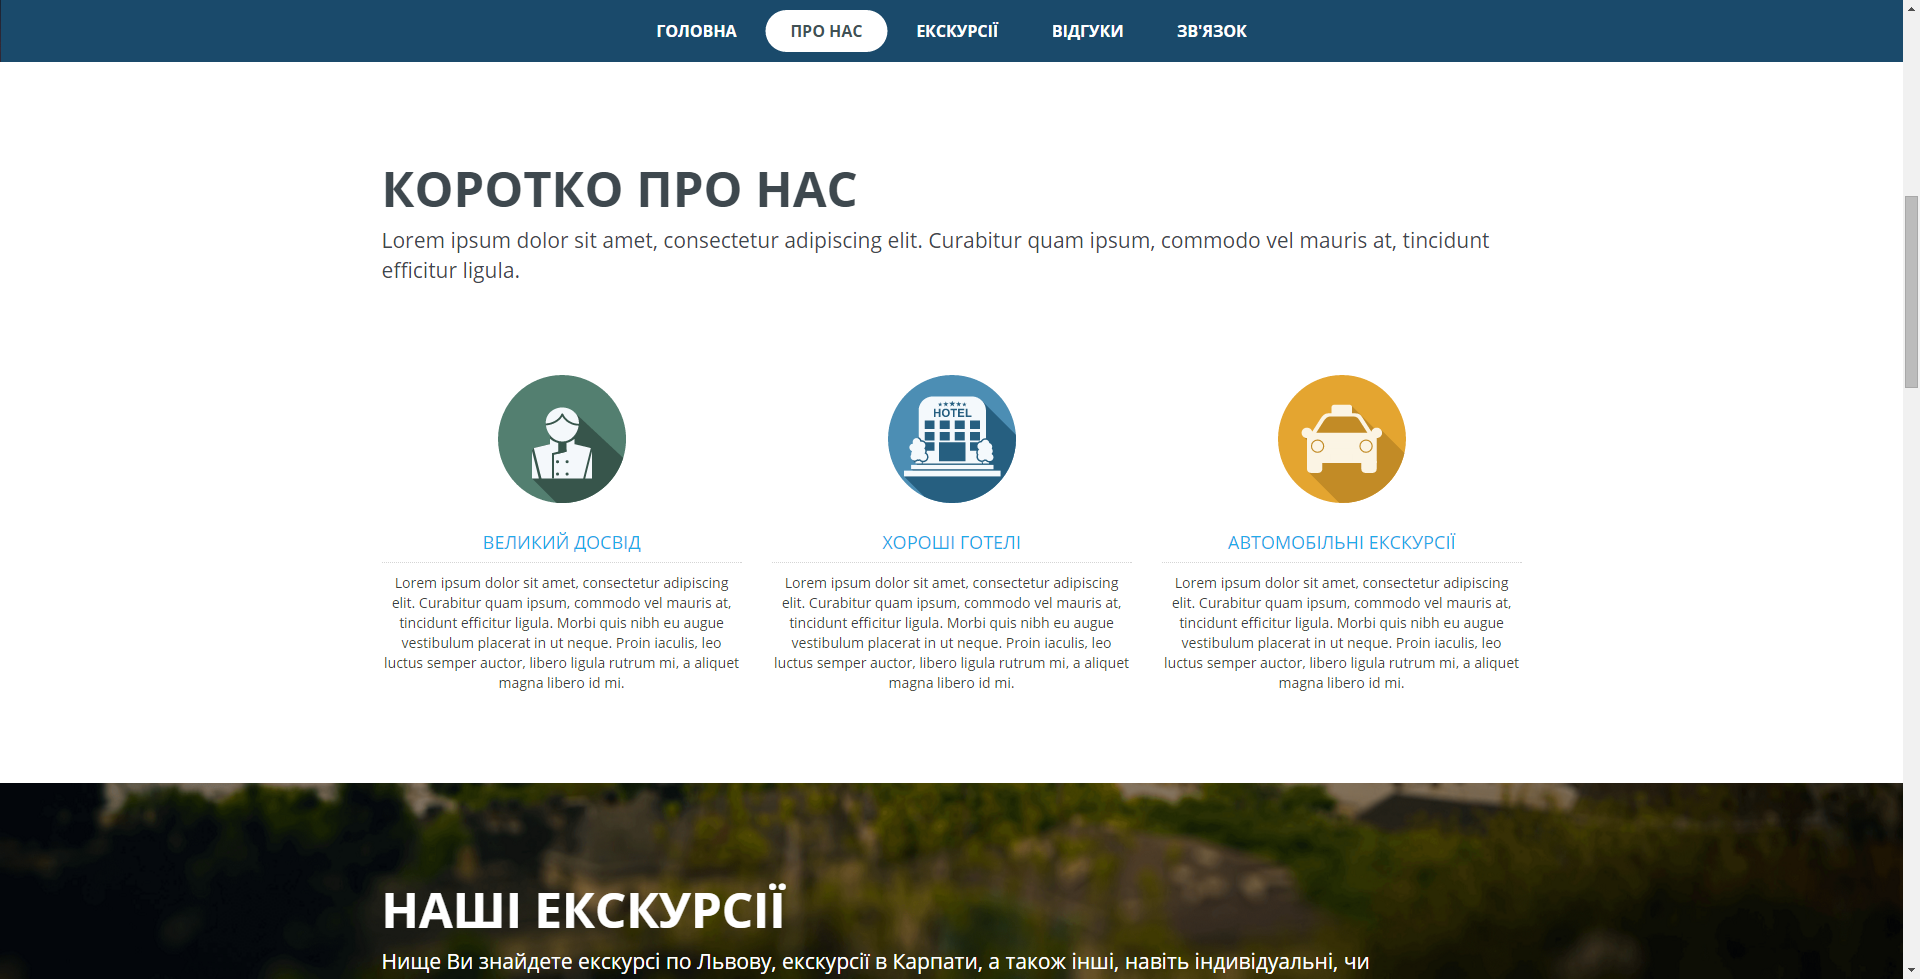 ГОЛОВНА ПРО НАС ЕКСКУРСІЇ ВІДГУКИ ЗВ'ЯЗОК
КОРОТКО ПРО НАС
Lorem ipsum dolor sit amet, consectetur adipiscing elit. Curabitur quam ipsum, commodo vel mauris at, tincidunt
efficitur ligula.
HOTEL
ВЕЛИКИЙ ДОСВІД
Lorem ipsum dolor sit amet, consectetur adipiscing
elit. Curabitur quam ipsum, commodo vel mauris at,
tincidunt efficitur ligula. Morbi quis nibh eu augue
vestibulum placerat in ut neque. Proin iaculis, leo
luctus semper auctor, libero ligula rutrum mi, a aliquet
magna libero id mi.
ХОРОШІ ГОТЕЛІ
Lorem ipsum dolor sit amet, consectetur adipiscing
elit. Curabitur quam ipsum, commodo vel mauris at,
tincidunt efficitur ligula. Morbi quis nibh eu augue
vestibulum placerat in ut neque. Proin iaculis, leo
luctus semper auctor, libero ligula rutrum mi, a aliquet
magna libero id mi.
АВТОМОБІЛЬНІ ЕКСКУРСІЇ
Lorem ipsum dolor sit amet, consectetur adipiscing
elit. Curabitur quam ipsum, commodo vel mauris at,
tincidunt efficitur ligula. Morbi quis nibh eu augue
vestibulum placerat in ut neque. Proin iaculis, leo
luctus semper auctor, libero ligula rutrum mi, a aliquet
magna libero id mi.
НАШІ ЕКСКУРСІЇ
Нище Ви знайдете екскурсі по Львову, екскурсії в Карпати, а також інші, навіть індивідуальні, чи